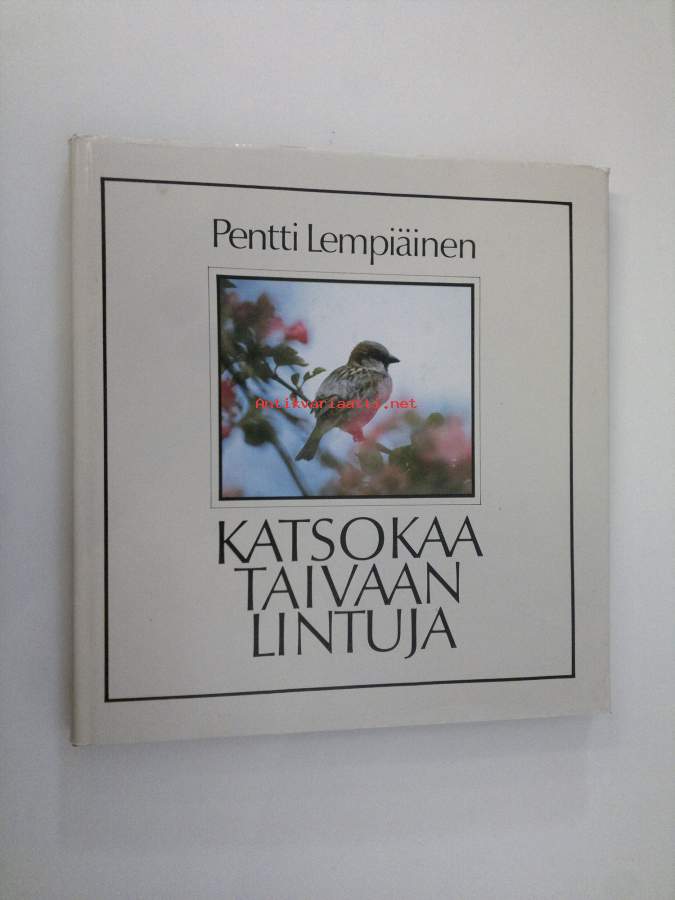 Pentti Lempiäinen
Antikvariaatti.net
KATSOKAA
TAIVAAN
LINTUJA